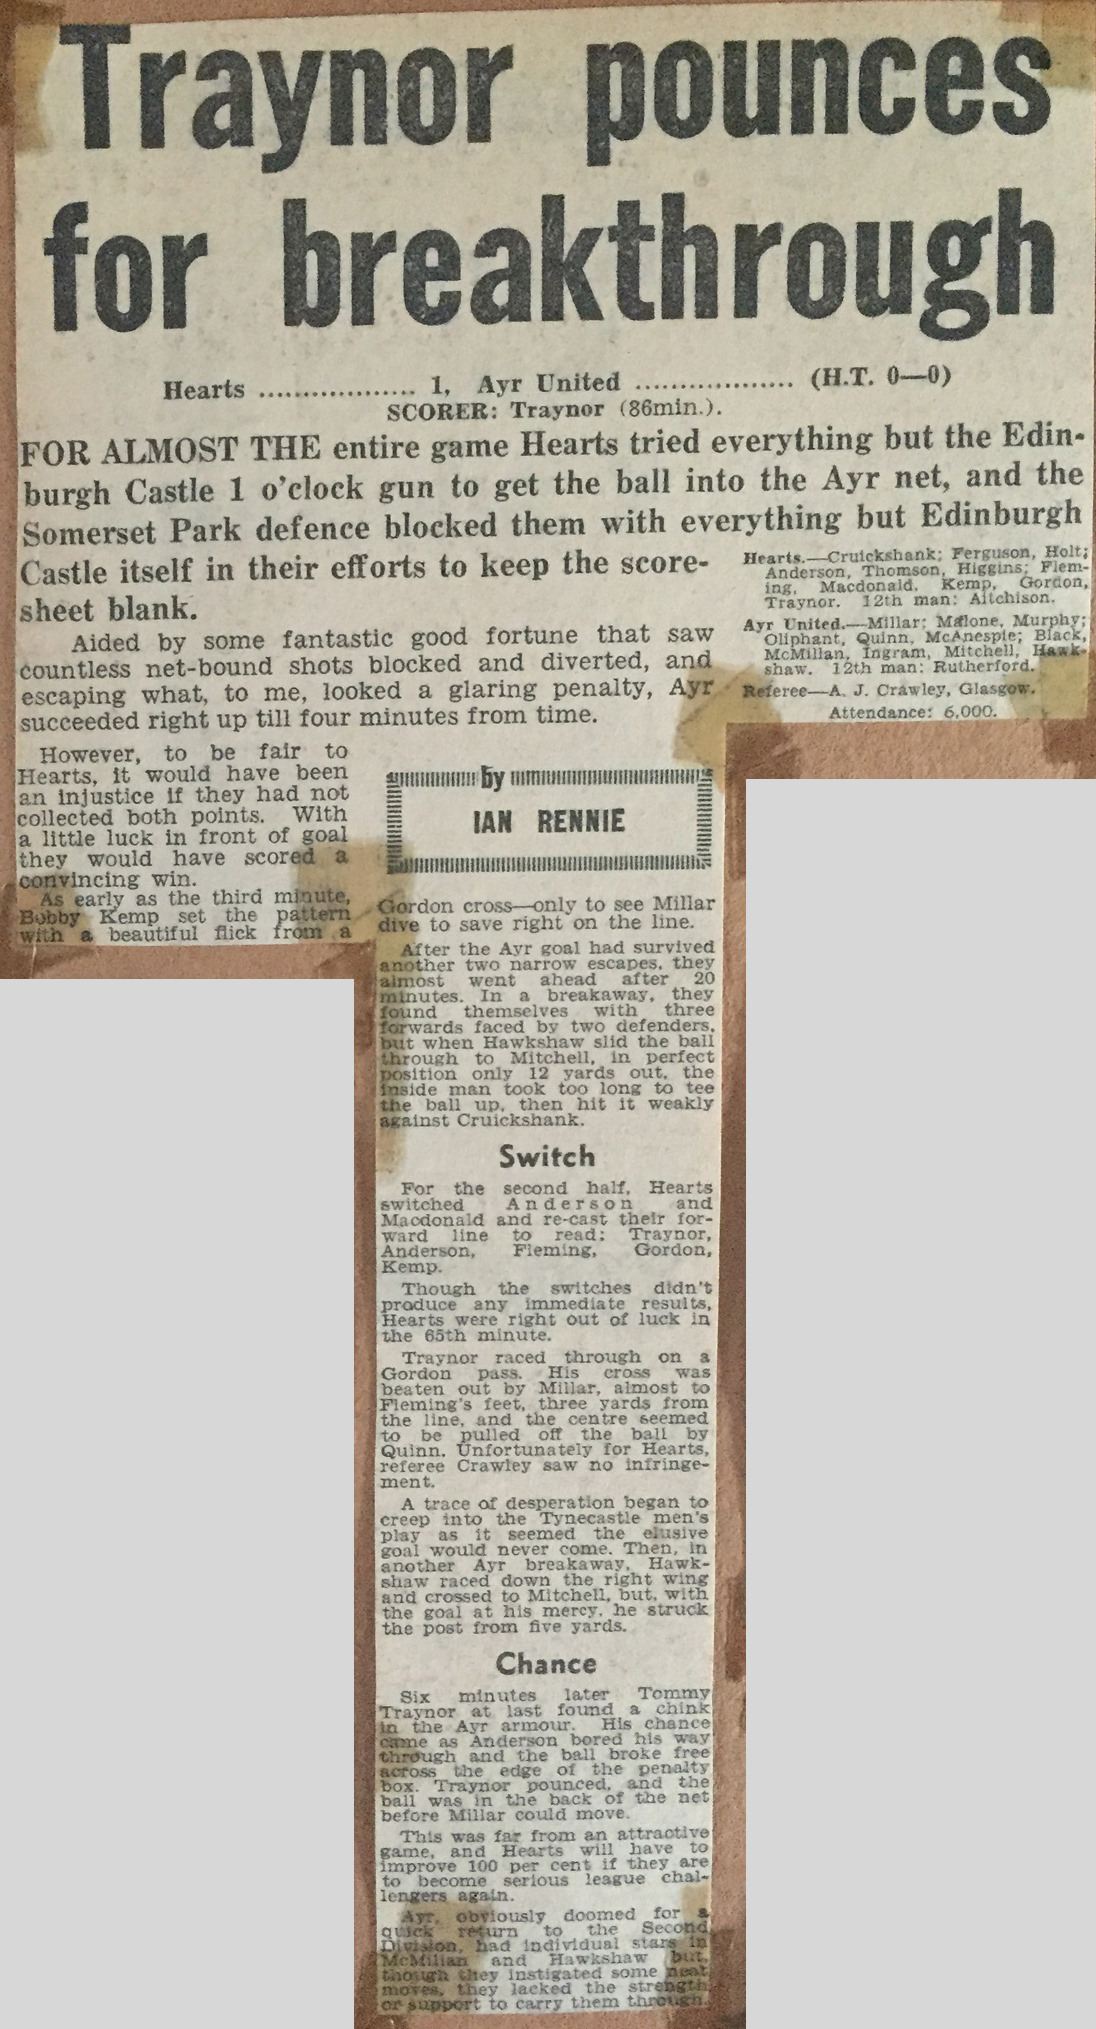 Traynor pounces
for breakthrough
Hearts .................. 1, Ayr United .................. (H.T. 0—0)
SCORER: Traynor (86min.).
FOR ALMOST THE entire game Hearts tried everything but the Edin-
burgh Castle 1 o'clock gun to get the ball into the Ayr net, and the
Somerset Park defence blocked them with everything but Edinburgh
Castle itself in their efforts to keep the score-
sheet blank.
Aided by some fantastic good fortune that saw
countless net-bound shots blocked and diverted, and
escaping what, to me, looked a glaring penalty, Ayr
succeeded right up till four minutes from time.
Hearts.—Cruickshank; Ferguson, Holt;
Anderson, Thomson, Higgins; Flem-
ing, Macdonald, Kemp, Gordon,
Traynor. 12th man: Aitchison.
Ayr United.—Millar; Malone, Murphy;
Oliphant, Quinn, McAnespie; Black,
McMillan, Ingram, Mitchell, Hawk-
shaw. 12th man: Rutherford.
Referee—A. J. Crawley, Glasgow.
Attendance: 6,000.
However, to be fair to
Hearts, it would have been
an injustice if they had not
collected both points. With
a little luck in front of goal
they would have scored a
convincing win.
As early as the third minute,
Bobby Kemp set the pattern
with a beautiful flick from a
by
IAN RENNIE
Gordon cross—only to see Millar
dive to save right on the line.
After the Ayr goal had survived
another two narrow escapes, they
almost went ahead after 20
minutes. In a breakaway, they
found themselves with three
forwards faced by two defenders,
but when Hawkshaw slid the ball
through to Mitchell, in perfect
position only 12 yards out, the
inside man took too long to tee
the ball up, then hit it weakly
against Cruickshank.
Switch
For the second half, Hearts
switched Anderson and
Macdonald and re-cast their for-
ward line to read: Traynor,
Anderson, Fleming, Gordon,
Kemp.
Though the switches didn't
produce any immediate results,
Hearts were right out of luck in
the 65th minute.
Traynor raced through on a
Gordon pass. His cross was
beaten out by Millar, almost to
Fleming's feet, three yards from
the line, and the centre seemed
to be pulled off the ball by
Quinn. Unfortunately for Hearts,
referee Crawley saw no infringe-
ment.
A trace of desperation began to
creep into the Tynecastle men's
play as it seemed the elusive
goal would never come. Then, in
another Ayr breakaway, Hawk-
shaw raced down the right wing
and crossed to Mitchell, but, with
the goal at his mercy, he struck
the post from five yards.
Chance
Six minutes later Tommy
Traynor at last found a chink
in the Ayr armour. His chance
came as Anderson bored his way
through and the ball broke free
across the edge of the penalty
box. Traynor pounced, and the
ball was in the back of the net
before Millar could move.
This was far from an attractive
game, and Hearts will have to
improve 100 per cent if they are
to become serious league chal-
lengers again.
Ayr, obviously doomed for a
quick return to the Second
Division, had individual stars in
McMillan and Hawkshaw but,
though they instigated some neat
moves, they lacked the strength
or support to carry them through.